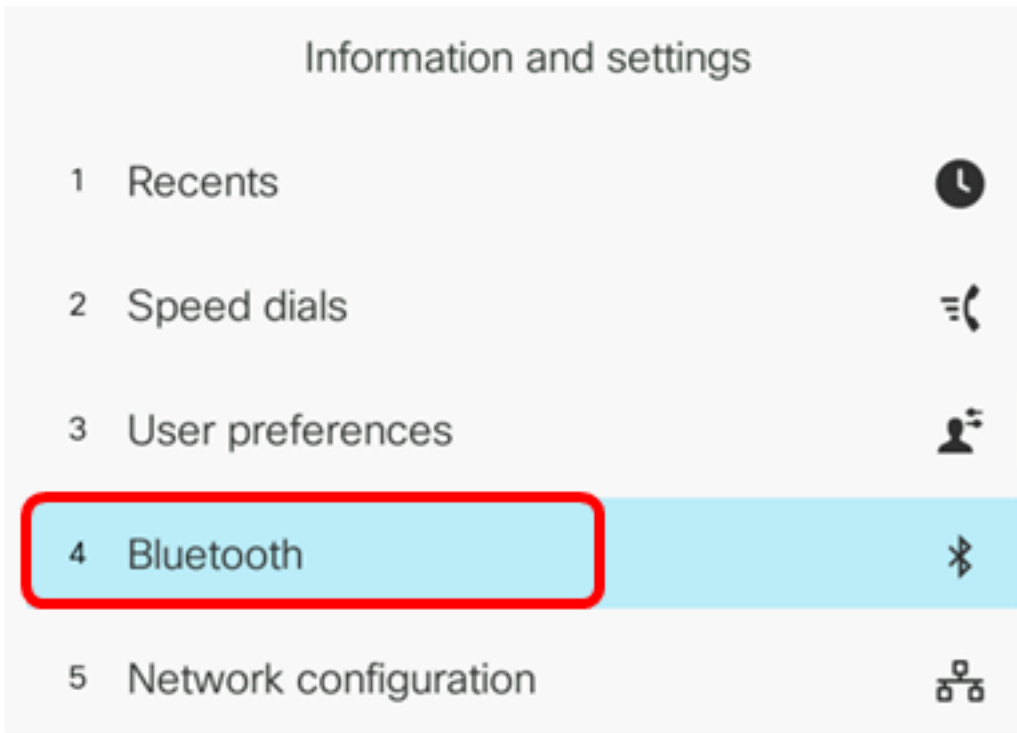 Information and settings
1 Recents
2 Speed dials
3 User preferences
4 Bluetooth
5 Network configuration